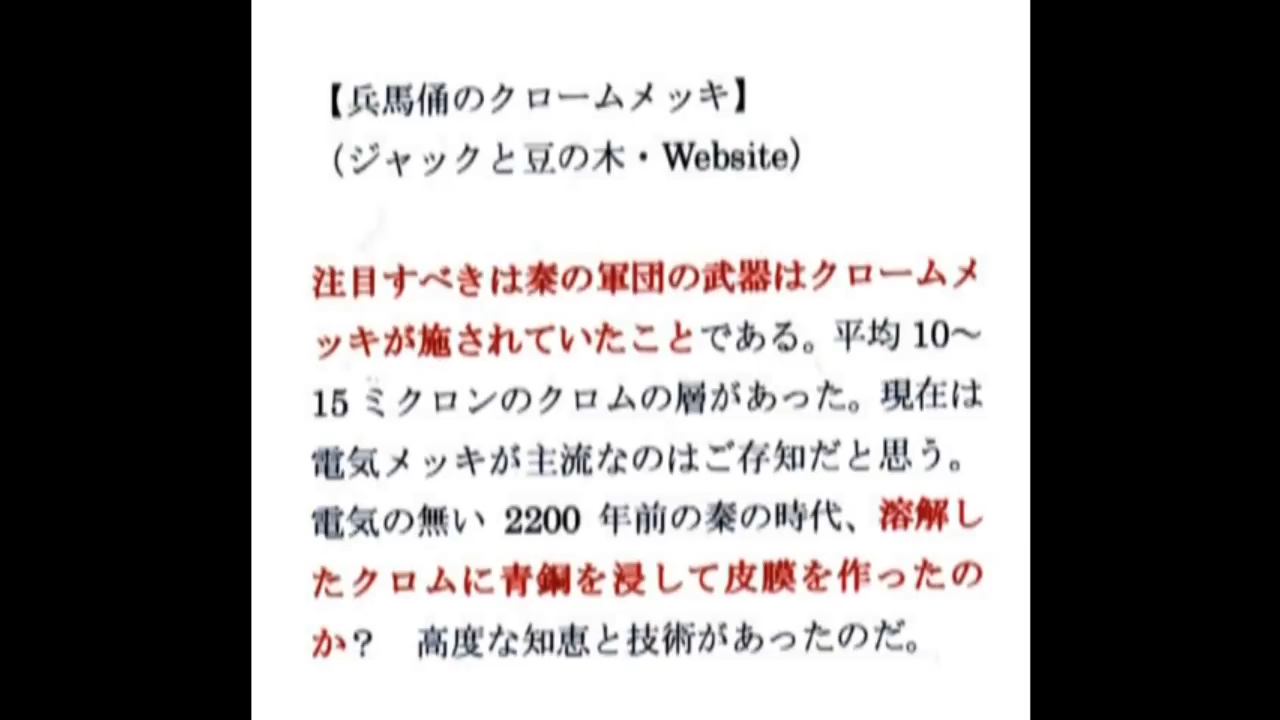 【兵馬俑のクロームメッキ】
（ジャックと豆の木・Website）
注目すべきは秦の軍団の武器はクロームメ
ッキが施されていたことである。平均 10～
15 ミクロンのクロムの層があった。現在は
電気メッキが主流なのはご存知だと思う。
電気の無い 2200 年前の秦の時代、溶解し
たクロムに青銅を浸して皮膜を作ったの
か？　高度な知恵と技術があったのだ。